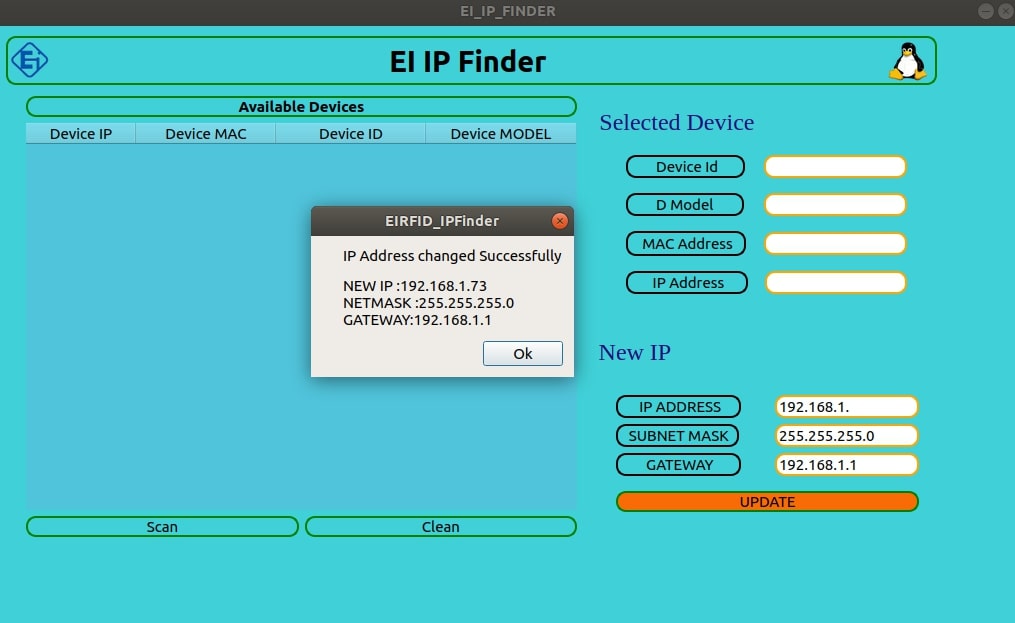 EI_IP_FINDER
Ei
EI IP Finder
Available Devices
Device IP Device MAC Device ID Device MODEL
Selected Device
Device Id
D Model
MAC Address
IP Address
EIRFID_IPFinder
IP Address changed Successfully
NEW IP :192.168.1.73
NETMASK :255.255.255.0
GATEWAY:192.168.1.1
Ok
New IP
IP ADDRESS 192.168.1.
SUBNET MASK 255.255.255.0
GATEWAY 192.168.1.1
UPDATE
Scan Clean